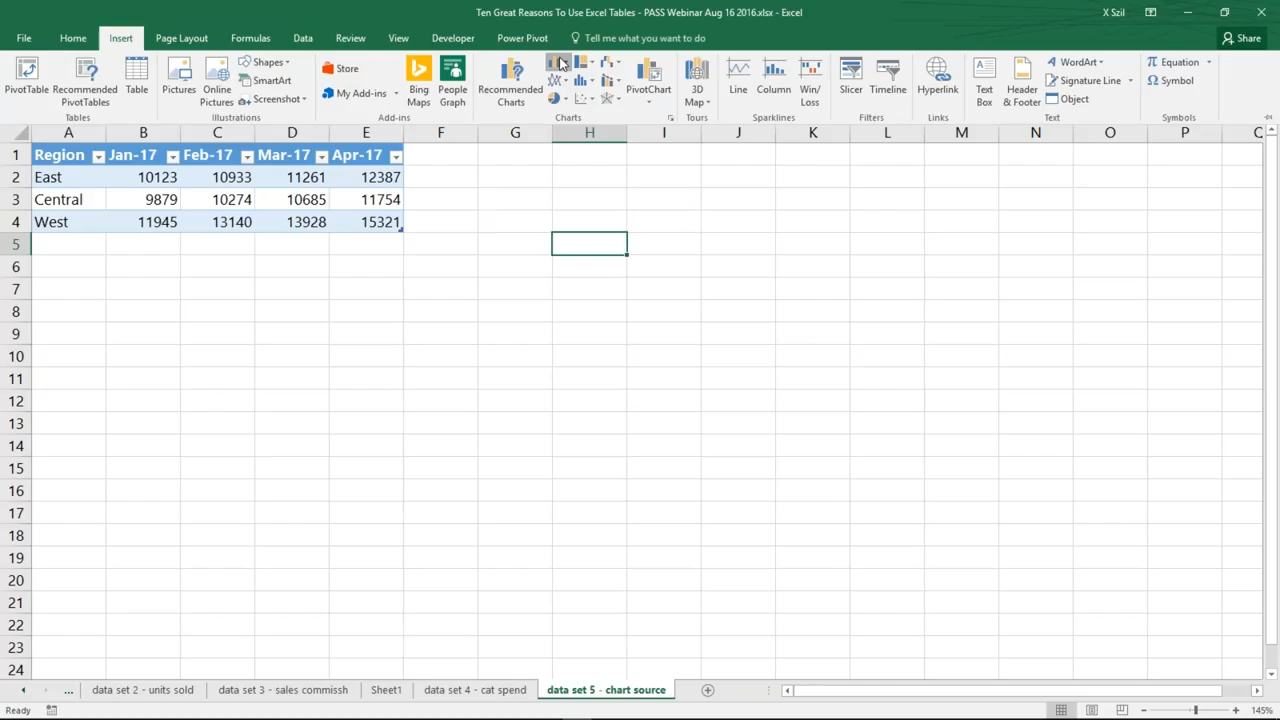 Ten Great Reasons To Use Excel Tables - PASS Webinar Aug 16 2016.xlsx - Excel
X Szil
File Home Insert Page Layout Formulas Data Review View Developer Power Pivot Tell me what you want to do Share
PivotTable
Recommended PivotTables
Table
Tables
Pictures
Online Pictures
Shapes
SmartArt
Screenshot
Illustrations
Store
My Add-ins
Bing Maps
People Graph
Add-ins
Recommended Charts
PivotChart
Charts
3D Map
Tours
Line
Column
Win/Loss
Sparklines
Slicer
Timeline
Filters
Hyperlink
Links
Text Box
Header & Footer
WordArt
Signature Line
Object
Text
Equation
Symbol
Symbols
A B C D E F G H I J K L M N O P C
1 Region Jan-17 Feb-17 Mar-17 Apr-17
2 East 10123 10933 11261 12387
3 Central 9879 10274 10685 11754
4 West 11945 13140 13928 15321
5
6
7
8
9
10
11
12
13
14
15
16
17
18
19
20
21
22
23
24
... data set 2 - units sold data set 3 - sales commissh Sheet1 data set 4 - cat spend data set 5 - chart source
Ready 145%